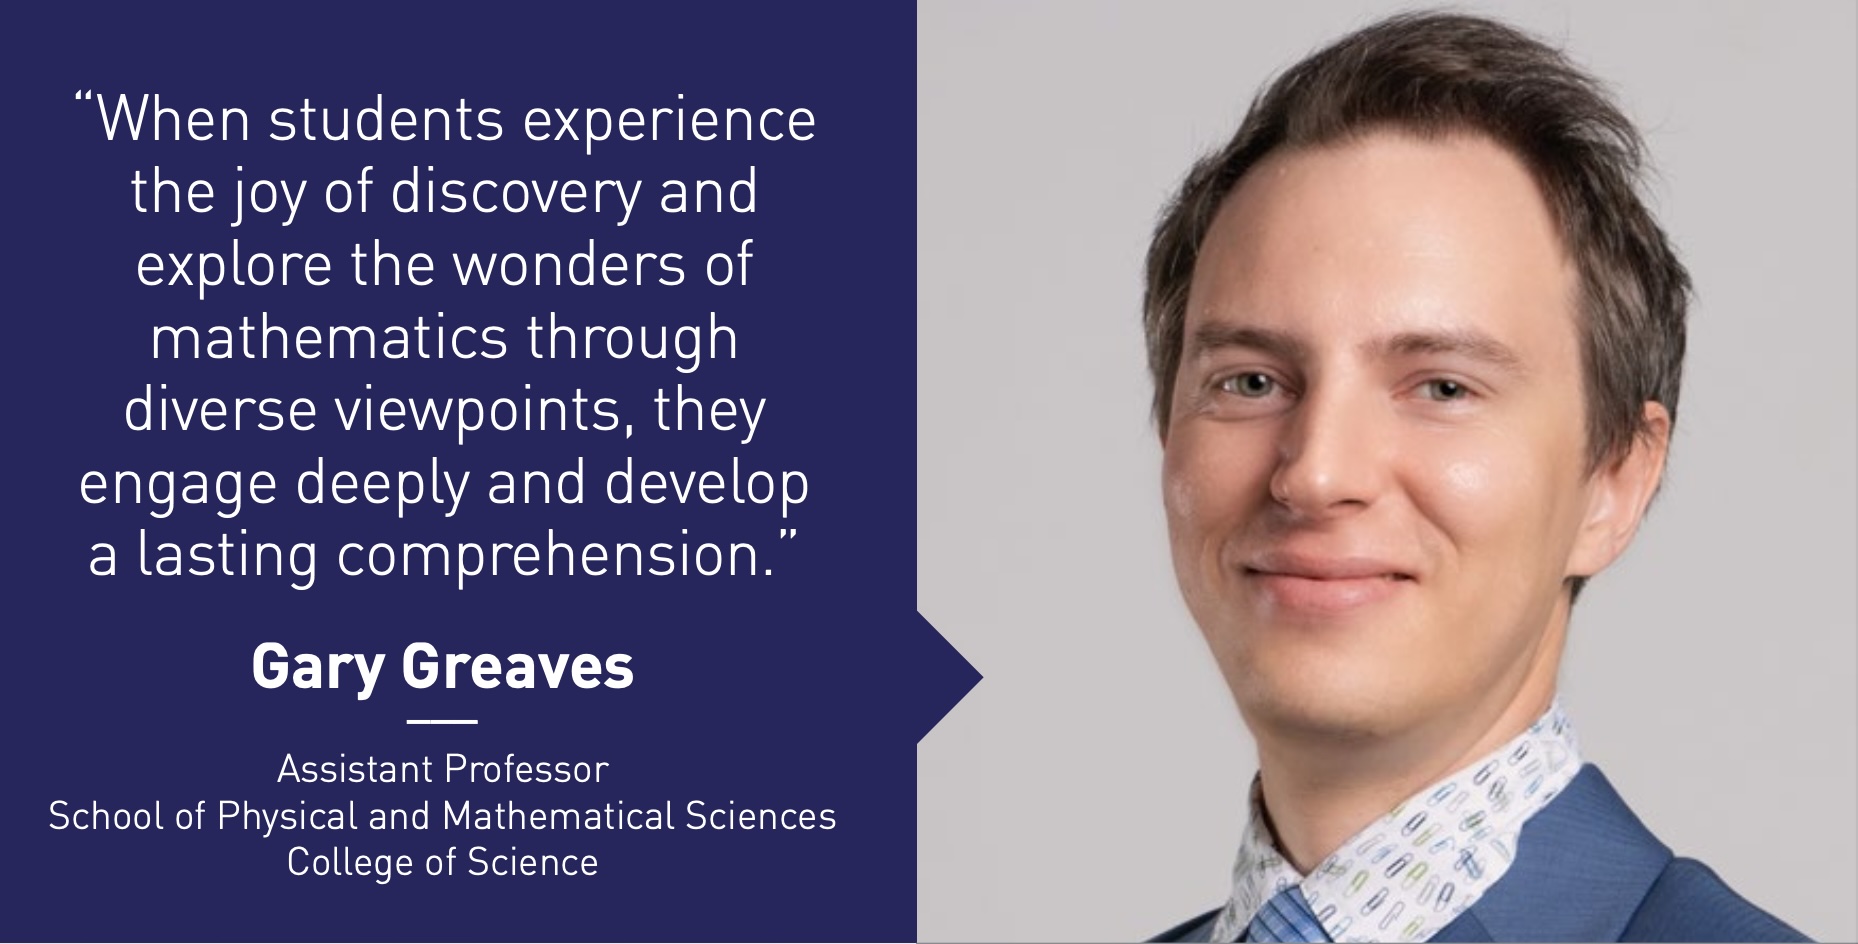 “When students experience
the joy of discovery and
explore the wonders of
mathematics through
diverse viewpoints, they
engage deeply and develop
a lasting comprehension.”
Gary Greaves
Assistant Professor
School of Physical and Mathematical Sciences
College of Science